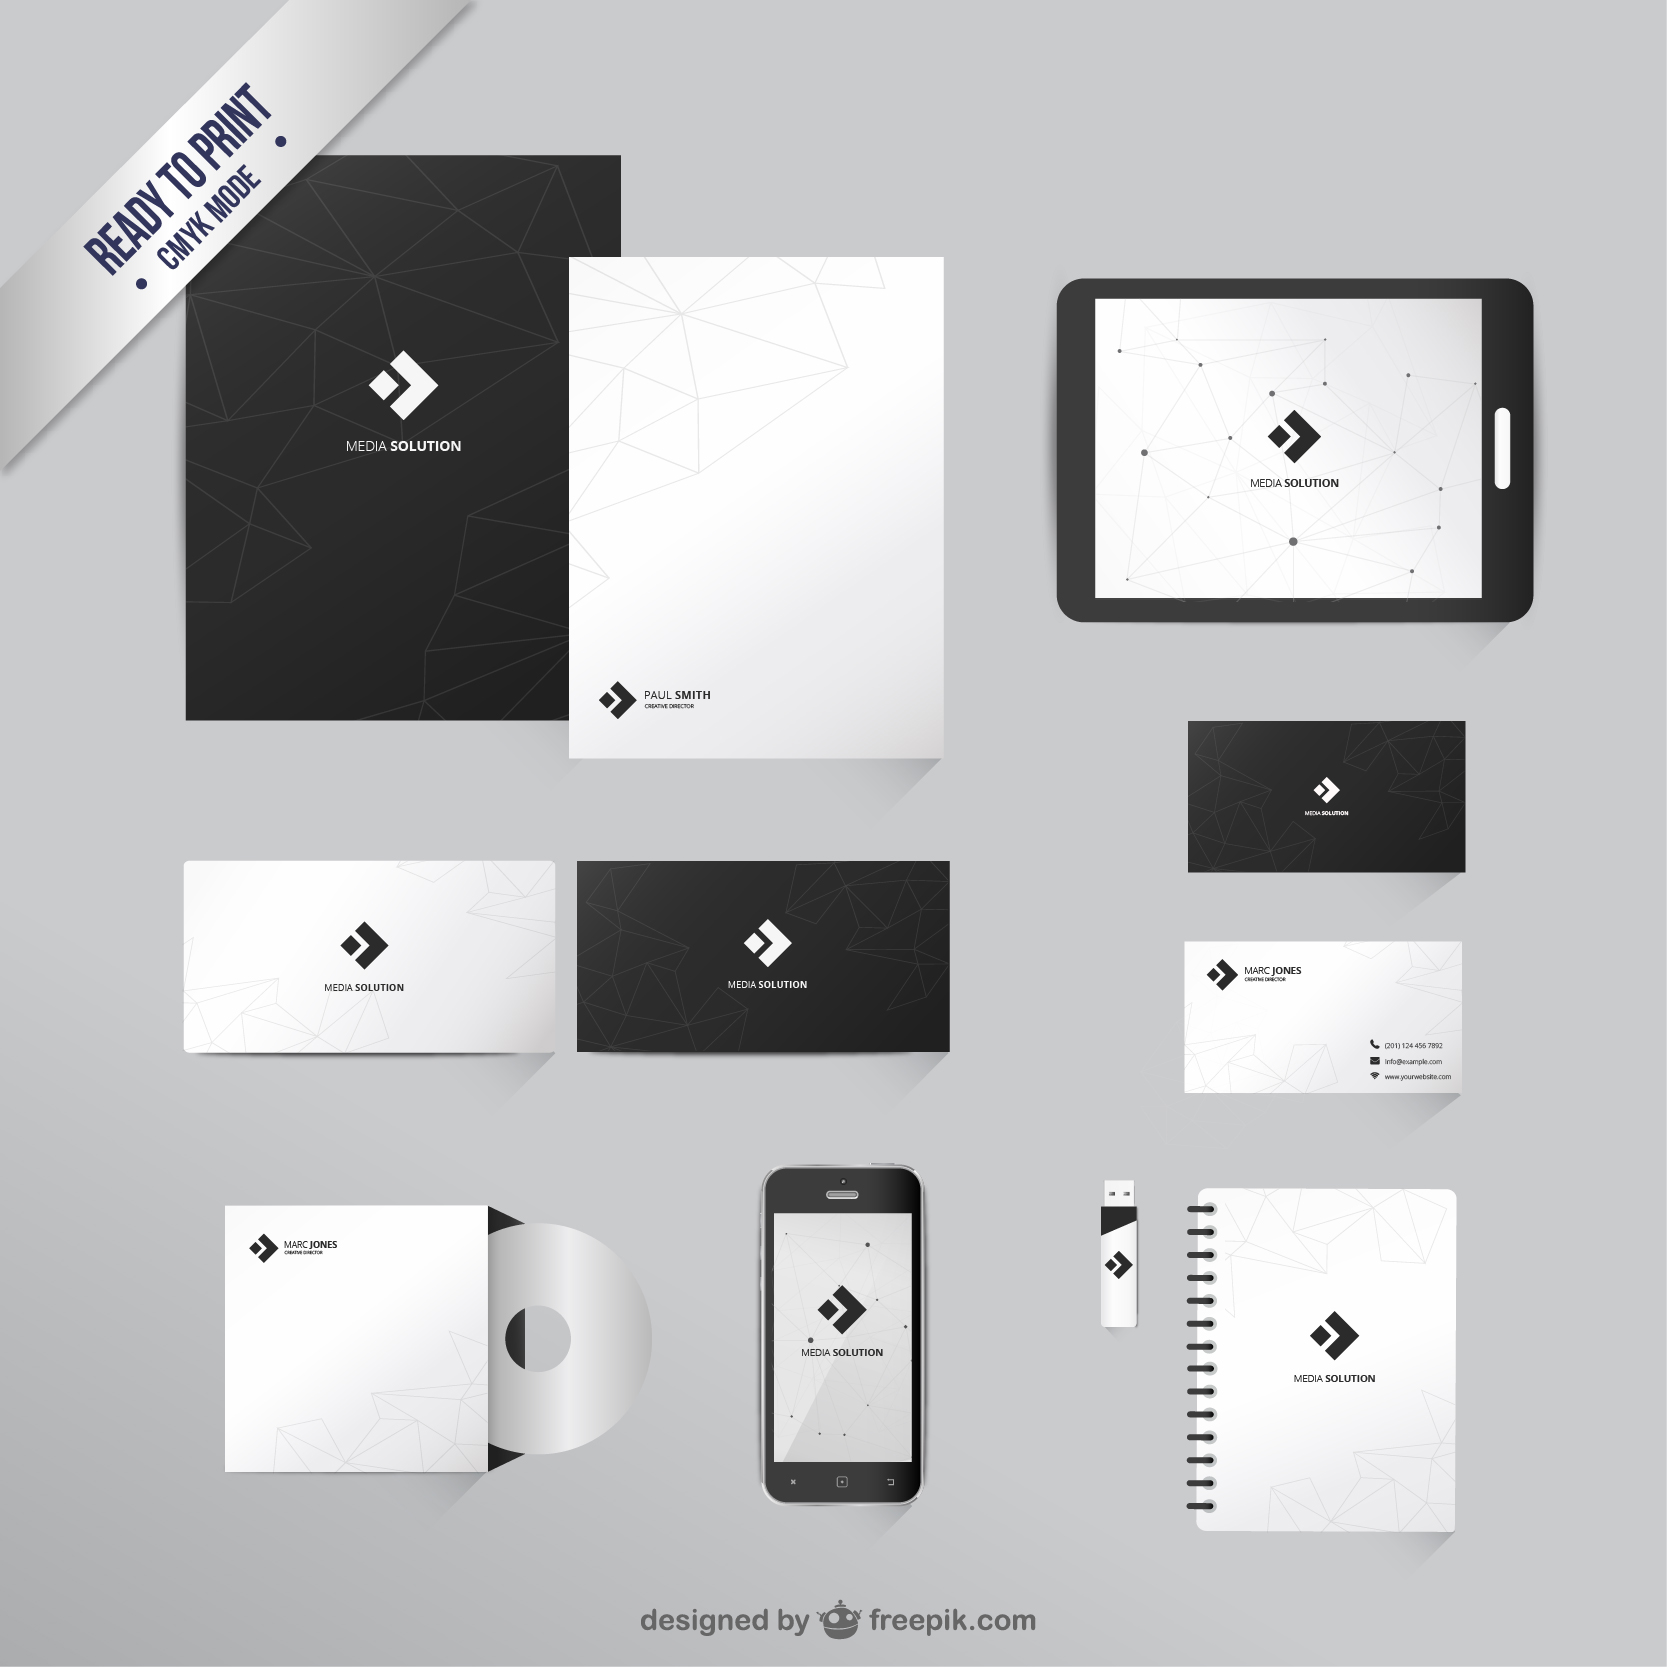 READY TO PRINT
• CMYK MODE •
MEDIA SOLUTION
PAUL SMITH
CREATIVE DIRECTOR
MEDIA SOLUTION
MEDIA SOLUTION
MEDIA SOLUTION
MEDIA SOLUTION
MARC JONES
CREATIVE DIRECTOR
(201) 124 456 7892
info@example.com
www.yourwebsite.com
MARC JONES
CREATIVE DIRECTOR
MEDIA SOLUTION
MEDIA SOLUTION
designed by freepik.com